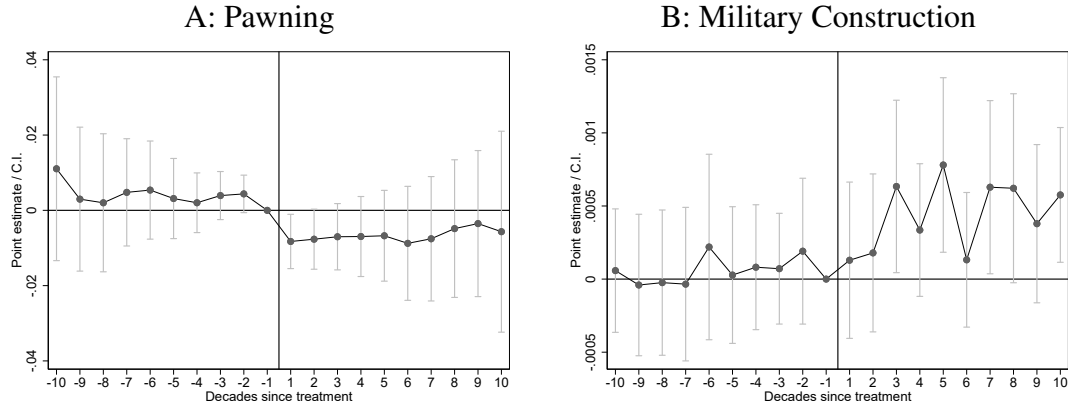 A: Pawning
B: Military Construction
Point estimate / C.I.
.04
.02
0
-.02
-.04
-10 -9 -8 -7 -6 -5 -4 -3 -2 -1 1 2 3 4 5 6 7 8 9 10
Decades since treatment
Point estimate / C.I.
.0015
.001
.0005
0
-.0005
-10 -9 -8 -7 -6 -5 -4 -3 -2 -1 1 2 3 4 5 6 7 8 9 10
Decades since treatment